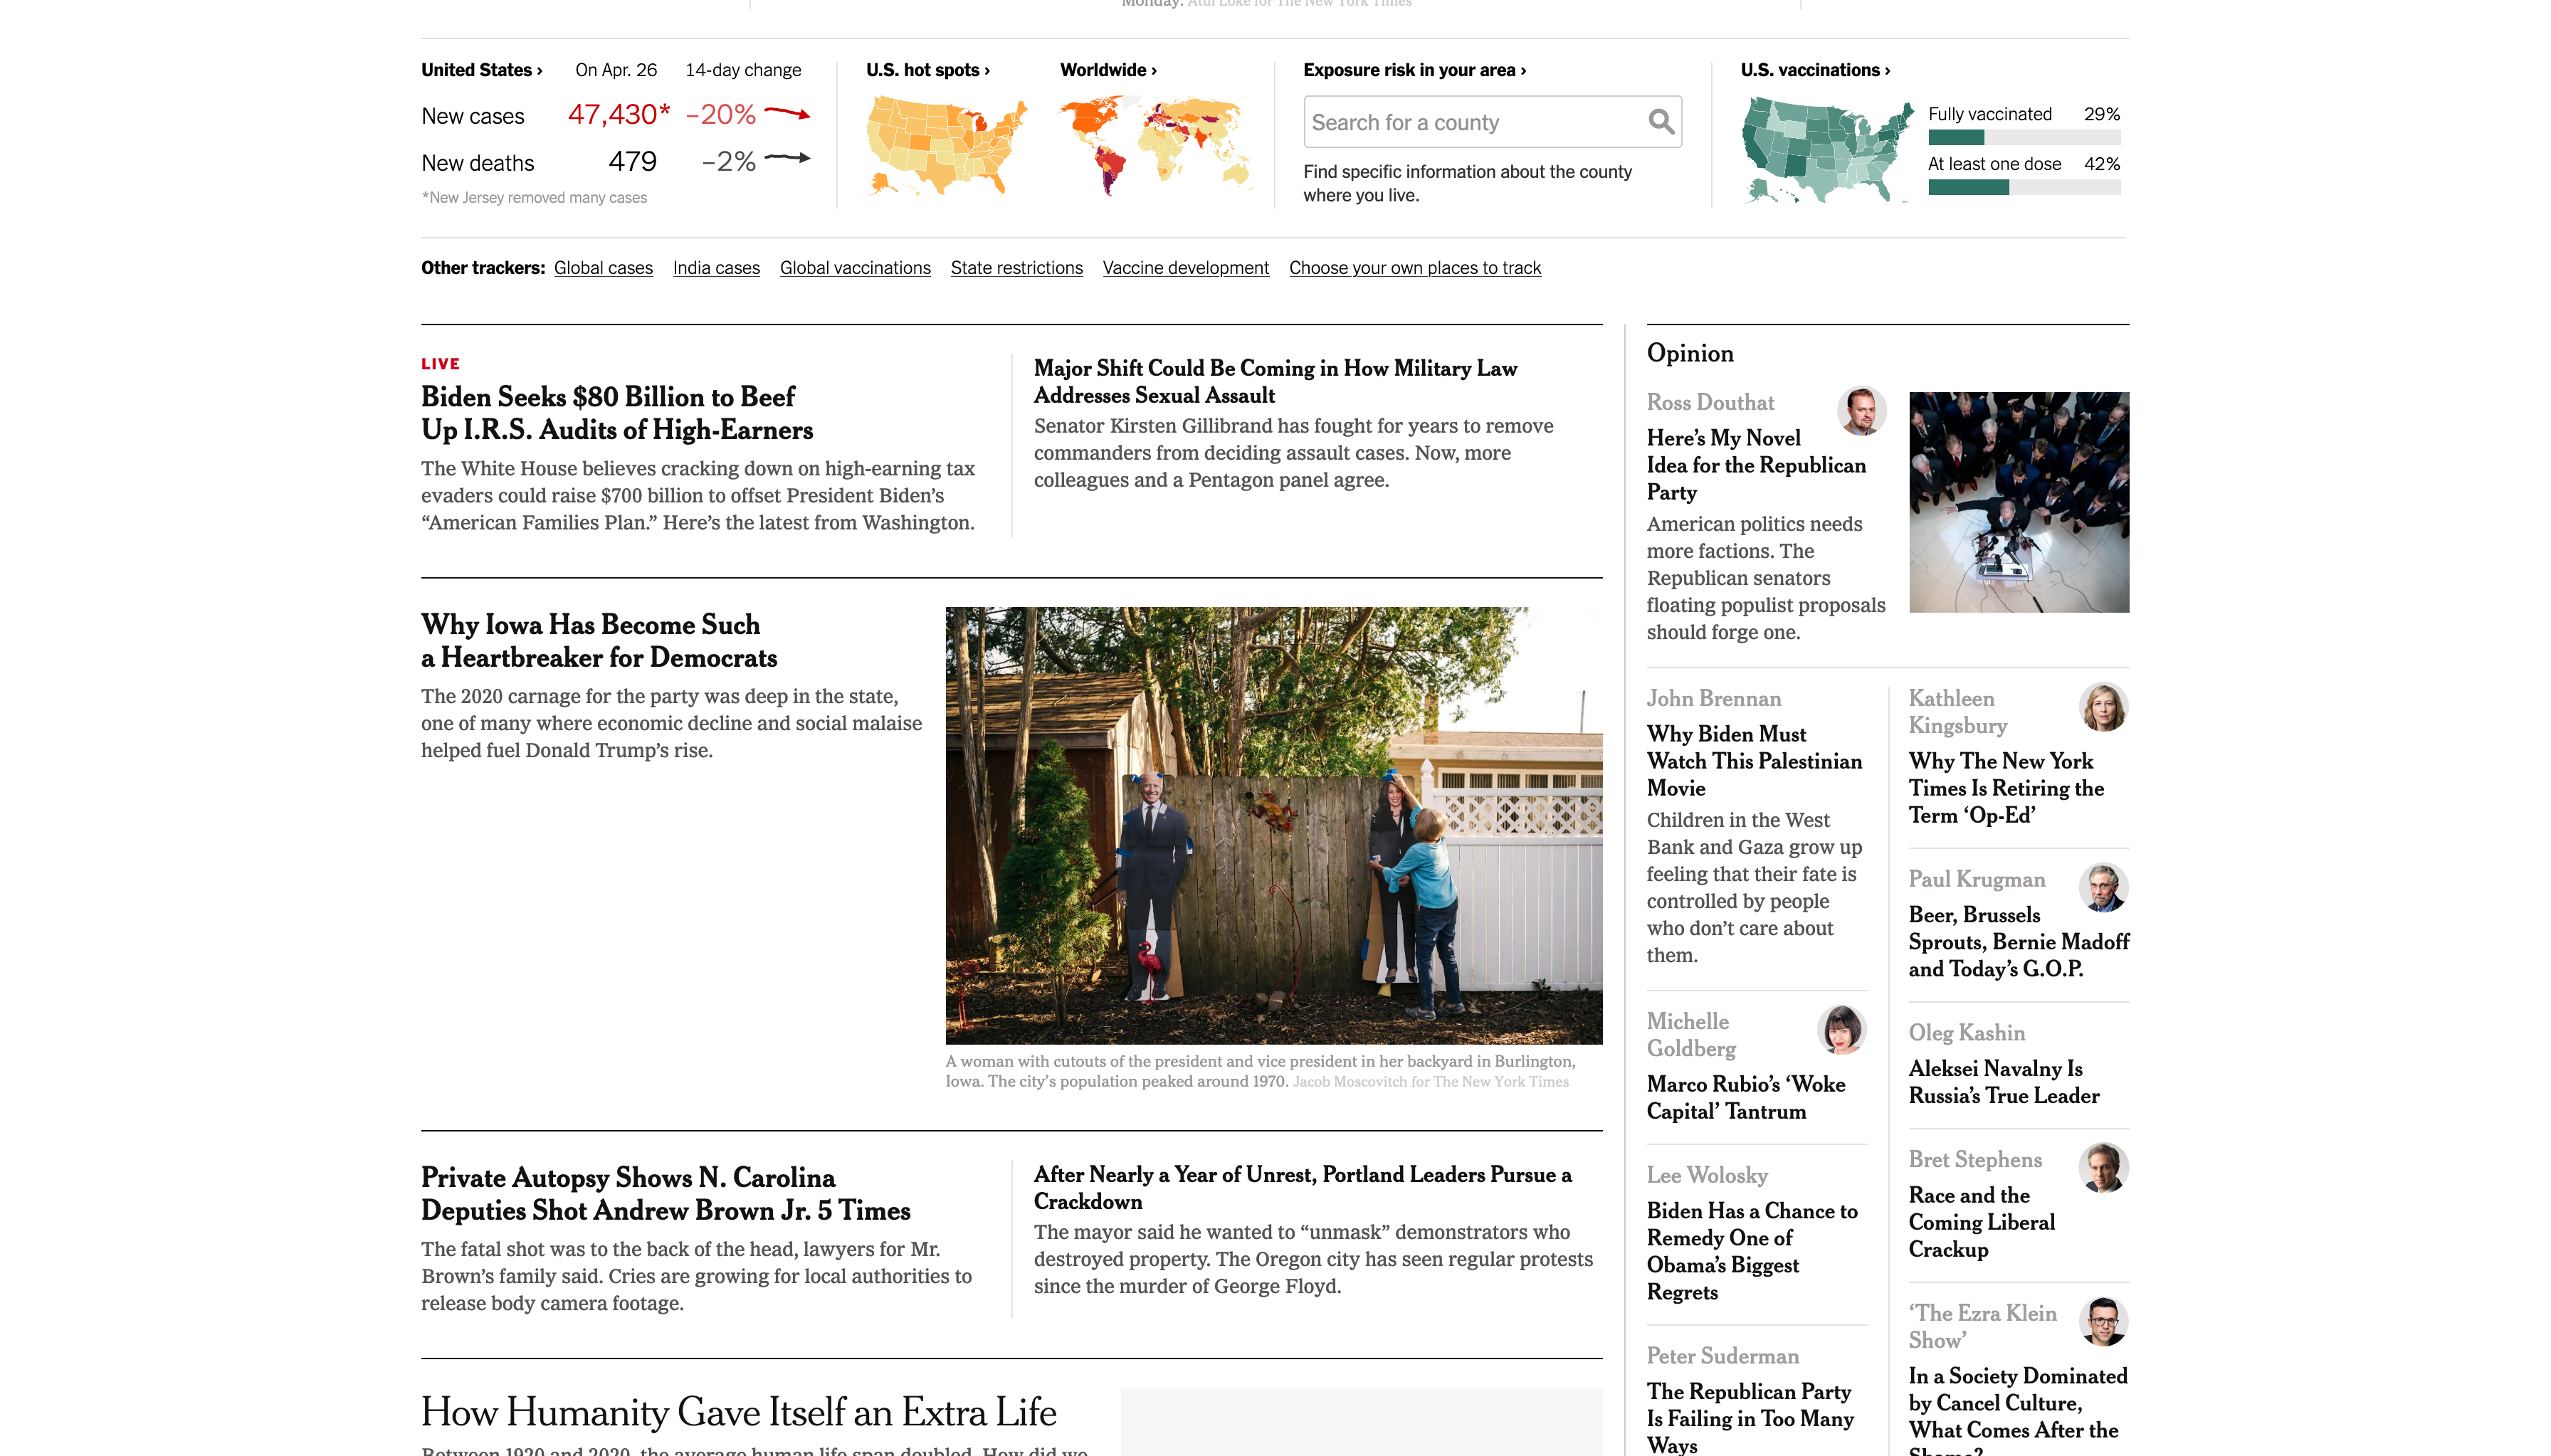 Monday. Atul Loke for The New York Times
United States ›
On Apr. 26
14-day change
New cases
47,430*
–20%
New deaths
479
–2%
*New Jersey removed many cases
U.S. hot spots ›
Worldwide ›
Exposure risk in your area ›
Search for a county
Find specific information about the county
where you live.
U.S. vaccinations ›
Fully vaccinated
29%
At least one dose
42%
Other trackers:
Global cases
India cases
Global vaccinations
State restrictions
Vaccine development
Choose your own places to track
LIVE
Biden Seeks $80 Billion to Beef
Up I.R.S. Audits of High-Earners
The White House believes cracking down on high-earning tax
evaders could raise $700 billion to offset President Biden’s
“American Families Plan.” Here’s the latest from Washington.
Major Shift Could Be Coming in How Military Law
Addresses Sexual Assault
Senator Kirsten Gillibrand has fought for years to remove
commanders from deciding assault cases. Now, more
colleagues and a Pentagon panel agree.
Why Iowa Has Become Such
a Heartbreaker for Democrats
The 2020 carnage for the party was deep in the state,
one of many where economic decline and social malaise
helped fuel Donald Trump’s rise.
A woman with cutouts of the president and vice president in her backyard in Burlington,
Iowa. The city’s population peaked around 1970. Jacob Moscovitch for The New York Times
Private Autopsy Shows N. Carolina
Deputies Shot Andrew Brown Jr. 5 Times
The fatal shot was to the back of the head, lawyers for Mr.
Brown’s family said. Cries are growing for local authorities to
release body camera footage.
After Nearly a Year of Unrest, Portland Leaders Pursue a
Crackdown
The mayor said he wanted to “unmask” demonstrators who
destroyed property. The Oregon city has seen regular protests
since the murder of George Floyd.
How Humanity Gave Itself an Extra Life
Between 1920 and 2020, the average human life span doubled. How did we
Opinion
Ross Douthat
Here’s My Novel
Idea for the Republican
Party
American politics needs
more factions. The
Republican senators
floating populist proposals
should forge one.
John Brennan
Why Biden Must
Watch This Palestinian
Movie
Children in the West
Bank and Gaza grow up
feeling that their fate is
controlled by people
who don’t care about
them.
Michelle
Goldberg
Marco Rubio’s ‘Woke
Capital’ Tantrum
Lee Wolosky
Biden Has a Chance to
Remedy One of
Obama’s Biggest
Regrets
Peter Suderman
The Republican Party
Is Failing in Too Many
Ways
Kathleen
Kingsbury
Why The New York
Times Is Retiring the
Term ‘Op-Ed’
Paul Krugman
Beer, Brussels
Sprouts, Bernie Madoff
and Today’s G.O.P.
Oleg Kashin
Aleksei Navalny Is
Russia’s True Leader
Bret Stephens
Race and the
Coming Liberal
Crackup
‘The Ezra Klein
Show’
In a Society Dominated
by Cancel Culture,
What Comes After the
Shame?